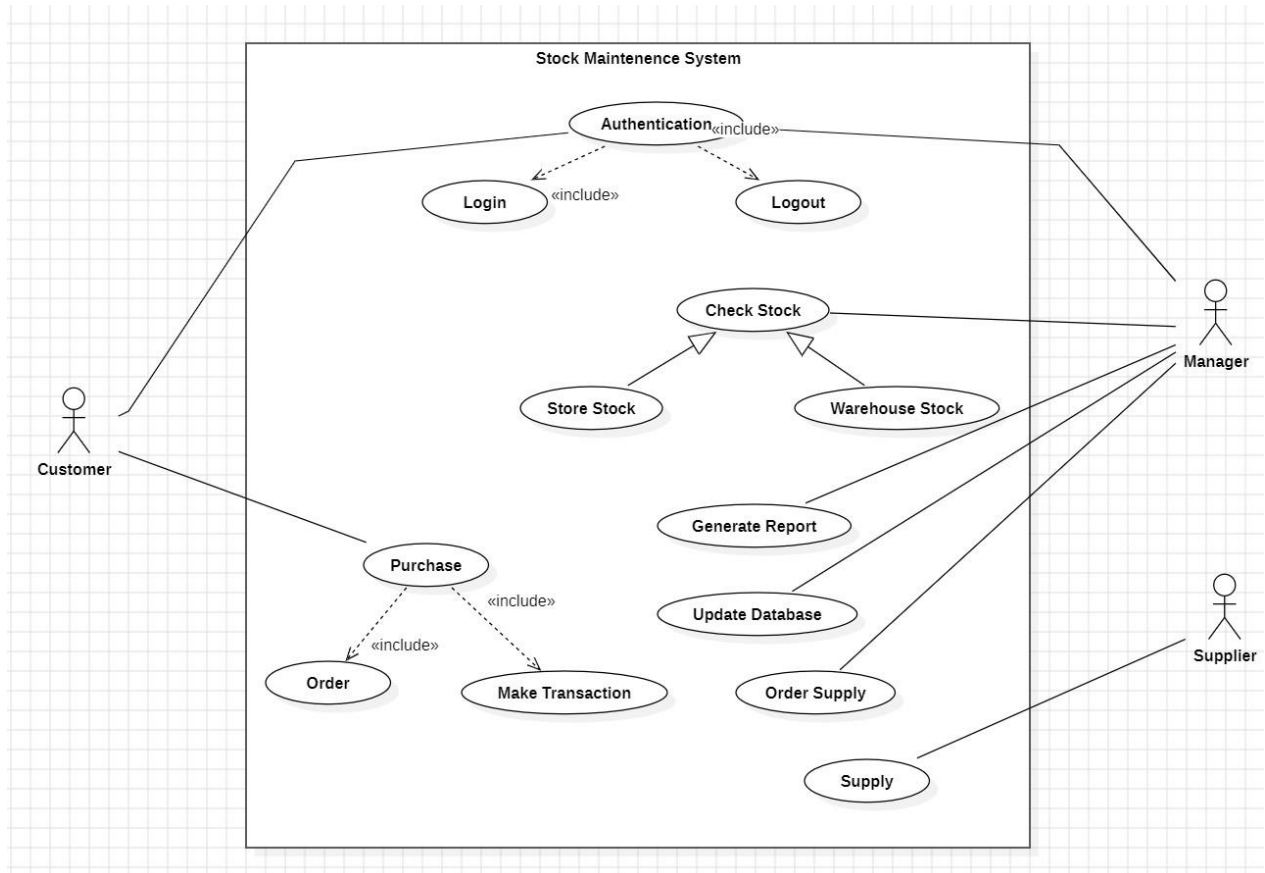 Stock Maintenence System
Authentication
«include»
Login
«include»
Logout
Check Stock
Manager
Store Stock
Warehouse Stock
Customer
Generate Report
Purchase
«include»
Update Database
«include»
Supplier
Order
Make Transaction
Order Supply
Supply